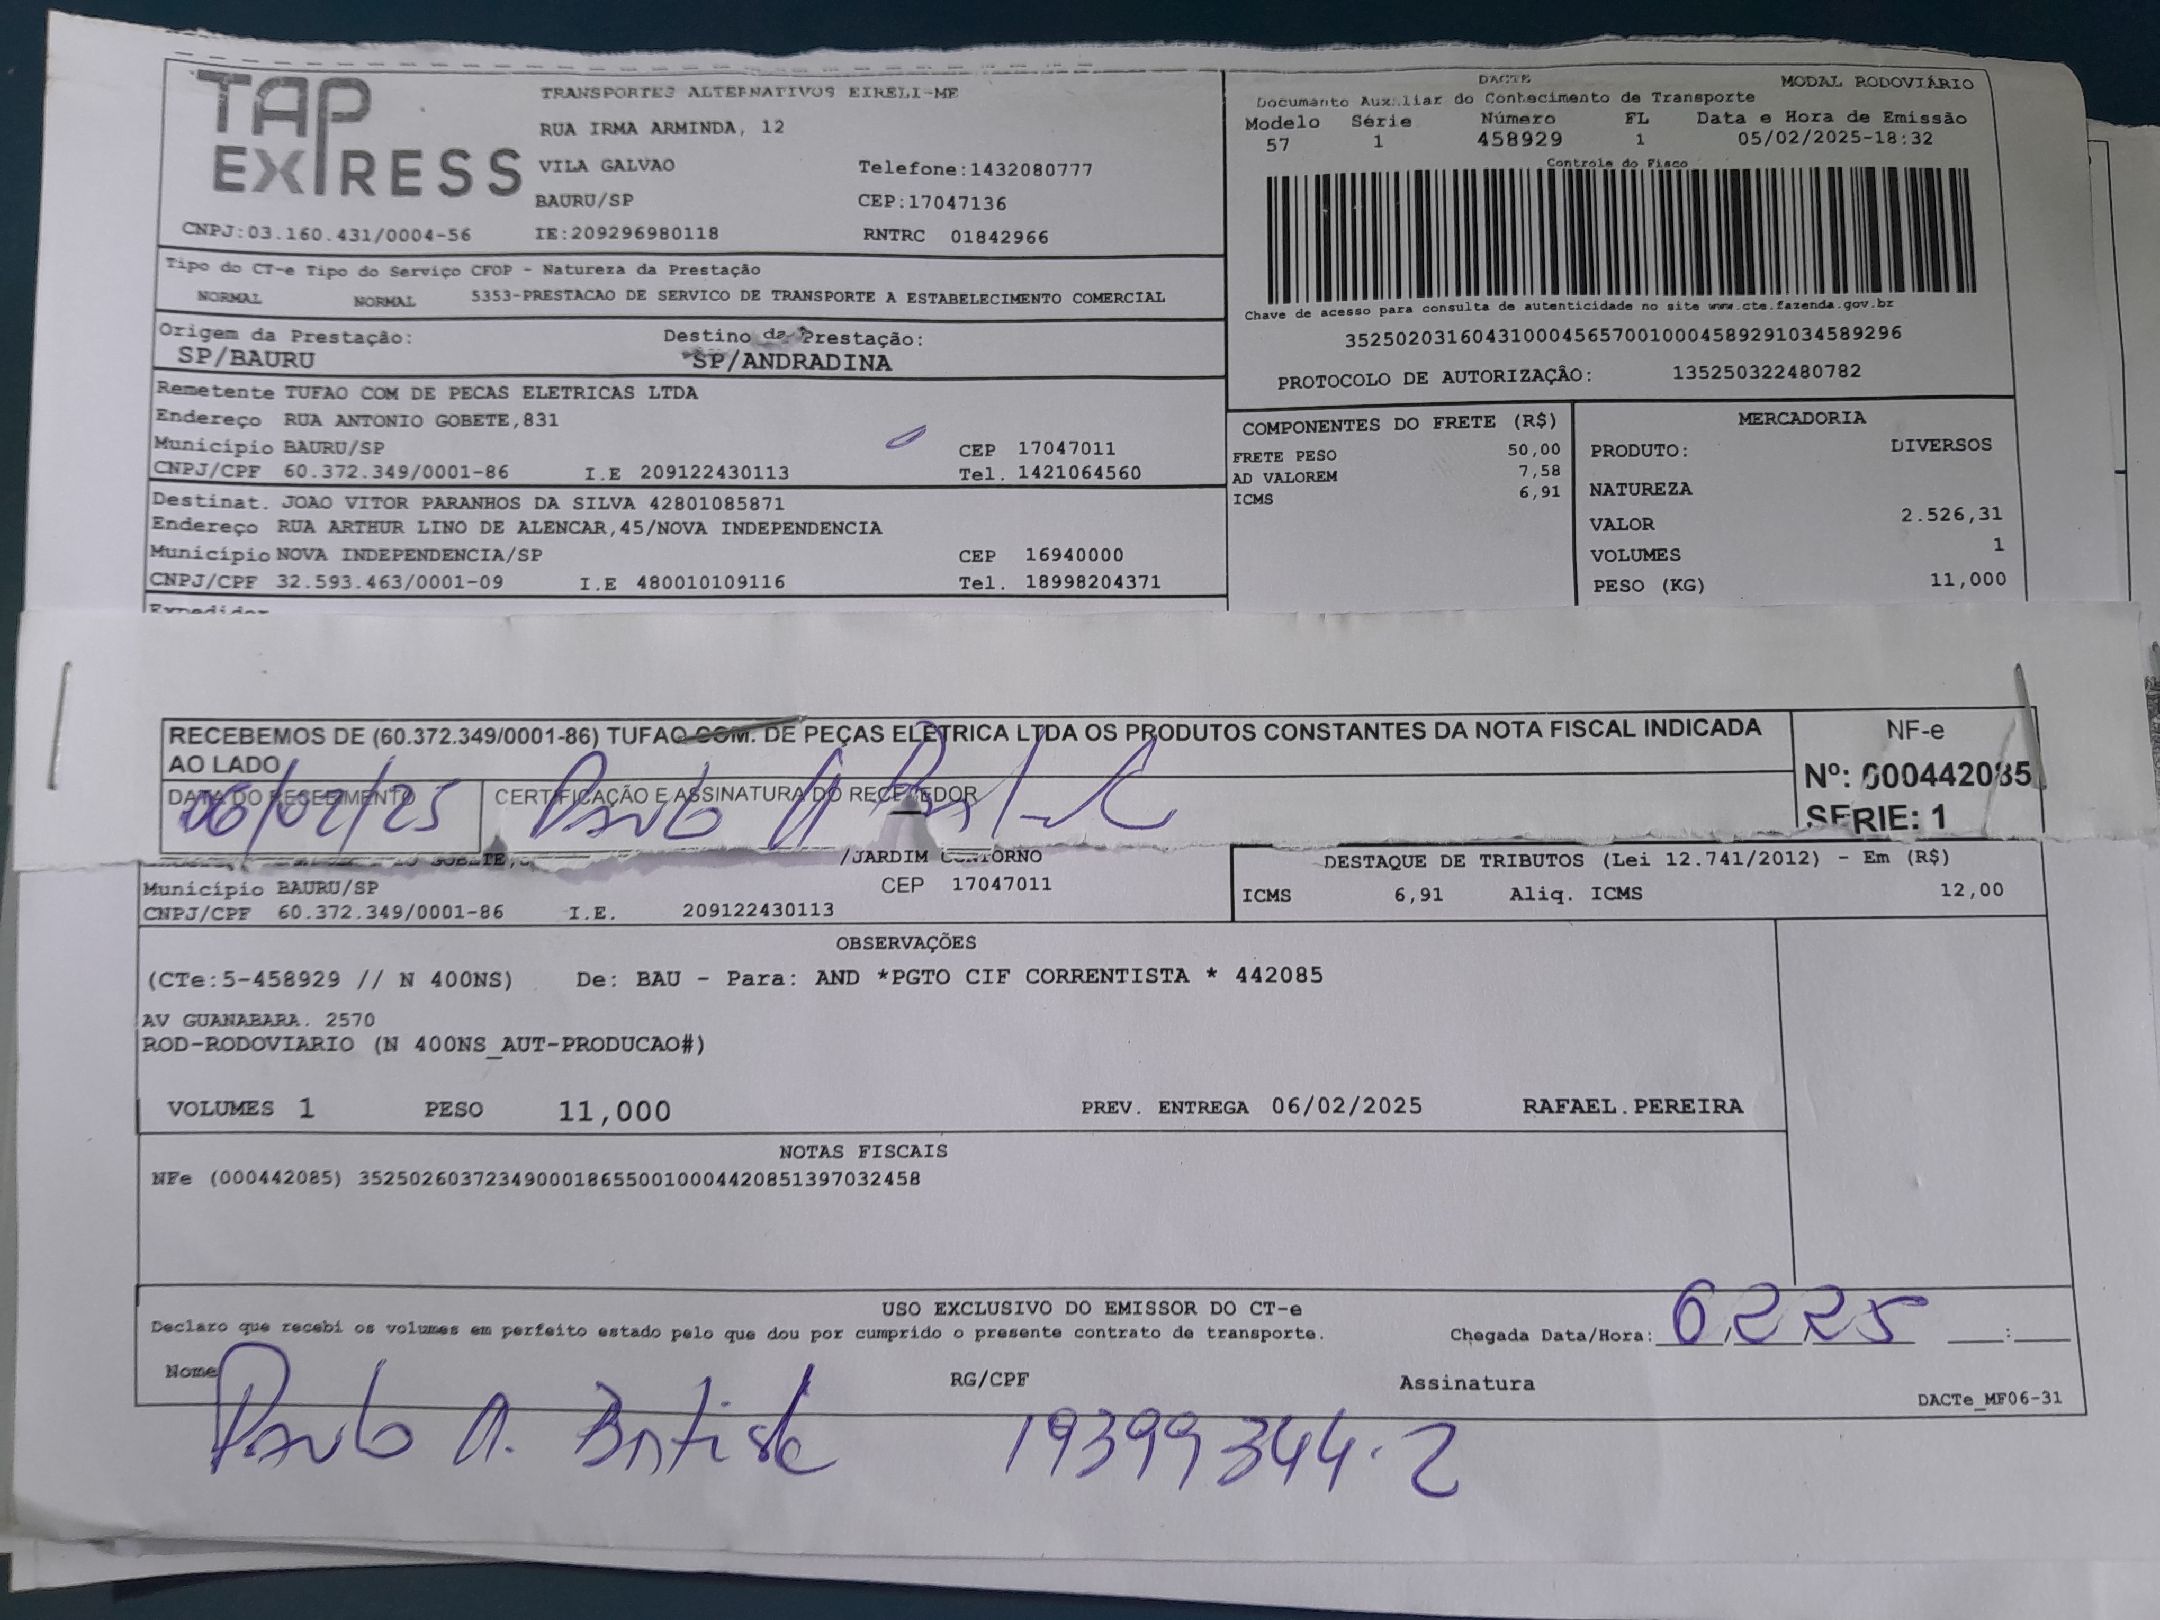 TAP EXPRESS
TRANSPORTES ALTERNATIVOS EIRELI-ME
RUA IRMA ARMINDA, 12
VILA GALVAO Telefone:1432080777
BAURU/SP CEP:17047136
CNPJ:03.160.431/0004-56 IE:209296980118 RNTRC 01842966
DACTE MODAL RODOVIÁRIO
Documento Auxiliar do Conhecimento de Transporte
Modelo Série Número FL Data e Hora de Emissão
57 1 458929 1 05/02/2025-18:32
Controle do Fisco
Chave de acesso para consulta de autenticidade no site www.cte.fazenda.gov.br
35250203160431000456570010004589291034589296
PROTOCOLO DE AUTORIZAÇÃO: 135250322480782
Tipo do CT-e Tipo do Serviço CFOP - Natureza da Prestação
NORMAL NORMAL 5353-PRESTACAO DE SERVICO DE TRANSPORTE A ESTABELECIMENTO COMERCIAL
Origem da Prestação: Destino da Prestação:
SP/BAURU SP/ANDRADINA
Remetente TUFAO COM DE PECAS ELETRICAS LTDA
Endereço RUA ANTONIO GOBETE,831
Município BAURU/SP CEP 17047011
CNPJ/CPF 60.372.349/0001-86 I.E 209122430113 Tel. 1421064560
Destinat. JOAO VITOR PARANHOS DA SILVA 42801085871
Endereço RUA ARTHUR LINO DE ALENCAR,45/NOVA INDEPENDENCIA
Município NOVA INDEPENDENCIA/SP CEP 16940000
CNPJ/CPF 32.593.463/0001-09 I.E 480010109116 Tel. 18998204371
Expedidor
COMPONENTES DO FRETE (R$)
FRETE PESO 50,00
AD VALOREM 7,58
ICMS 6,91
MERCADORIA
PRODUTO: DIVERSOS
NATUREZA
VALOR 2.526,31
VOLUMES 1
PESO (KG) 11,000
RECEBEMOS DE (60.372.349/0001-86) TUFAO COM. DE PEÇAS ELETRICA LTDA OS PRODUTOS CONSTANTES DA NOTA FISCAL INDICADA
AO LADO
DATA DO RECEBIMENTO CERTIFICAÇÃO E ASSINATURA DO RECEBEDOR
06/02/25 Paulo A
NF-e
Nº: 000442085
SERIE: 1
/JARDIM CONTORNO
Município BAURU/SP CEP 17047011
CNPJ/CPF 60.372.349/0001-86 I.E. 209122430113
DESTAQUE DE TRIBUTOS (Lei 12.741/2012) - Em (R$)
ICMS 6,91 Aliq. ICMS 12,00
OBSERVAÇÕES
(CTe:5-458929 // N 400NS) De: BAU - Para: AND *PGTO CIF CORRENTISTA * 442085
AV GUANABARA. 2570
ROD-RODOVIARIO (N 400NS_AUT-PRODUCAO#)
VOLUMES 1 PESO 11,000 PREV. ENTREGA 06/02/2025 RAFAEL.PEREIRA
NOTAS FISCAIS
NFe (000442085) 35250260372349000186550010004420851397032458
USO EXCLUSIVO DO EMISSOR DO CT-e
Declaro que recebi os volumes em perfeito estado pelo que dou por cumprido o presente contrato de transporte. Chegada Data/Hora: 6/2/25 :
Nome RG/CPF Assinatura
DACTe_MF06-31
Paulo A. Batista 19399344-2